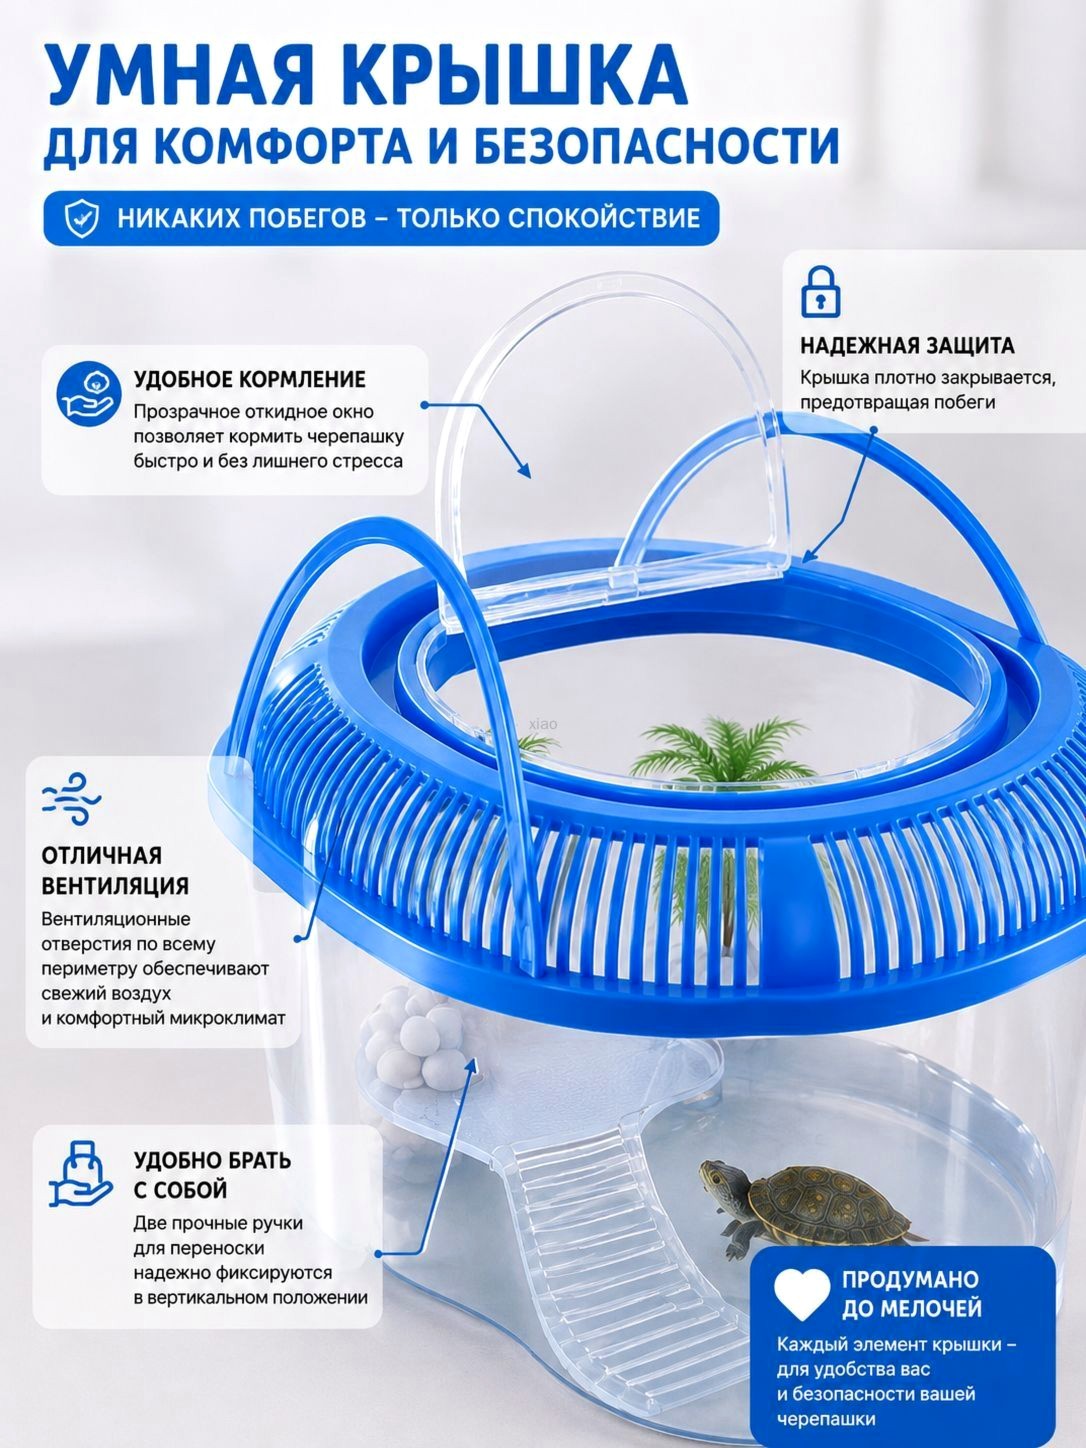 УМНАЯ КРЫШКА
ДЛЯ КОМФОРТА И БЕЗОПАСНОСТИ
НИКАКИХ ПОБЕГОВ – ТОЛЬКО СПОКОЙСТВИЕ
НАДЕЖНАЯ ЗАЩИТА
Крышка плотно закрывается,
предотвращая побеги
УДОБНОЕ КОРМЛЕНИЕ
Прозрачное откидное окно
позволяет кормить черепашку
быстро и без лишнего стресса
xiao
ОТЛИЧНАЯ
ВЕНТИЛЯЦИЯ
Вентиляционные
отверстия по всему
периметру обеспечивают
свежий воздух
и комфортный микроклимат
УДОБНО БРАТЬ
С СОБОЙ
Две прочные ручки
для переноски
надежно фиксируются
в вертикальном положении
ПРОДУМАНО
ДО МЕЛОЧЕЙ
Каждый элемент крышки –
для удобства вас
и безопасности вашей
черепашки